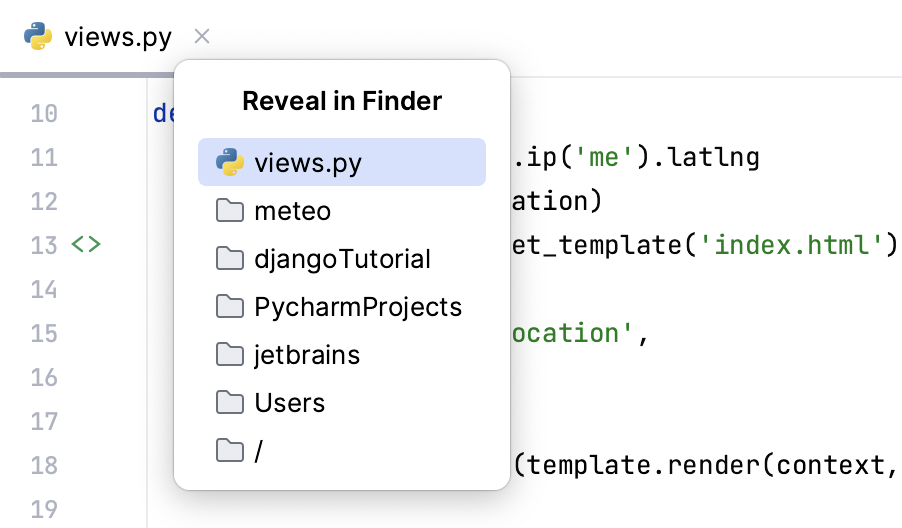 views.py
Reveal in Finder
views.py
meteo
djangoTutorial
PycharmProjects
jetbrains
Users
/
10 de
11 .ip('me').latlng
12 ation)
13 <> et_template('index.html')
14
15 ocation',
16
17
18 (template.render(context,
19